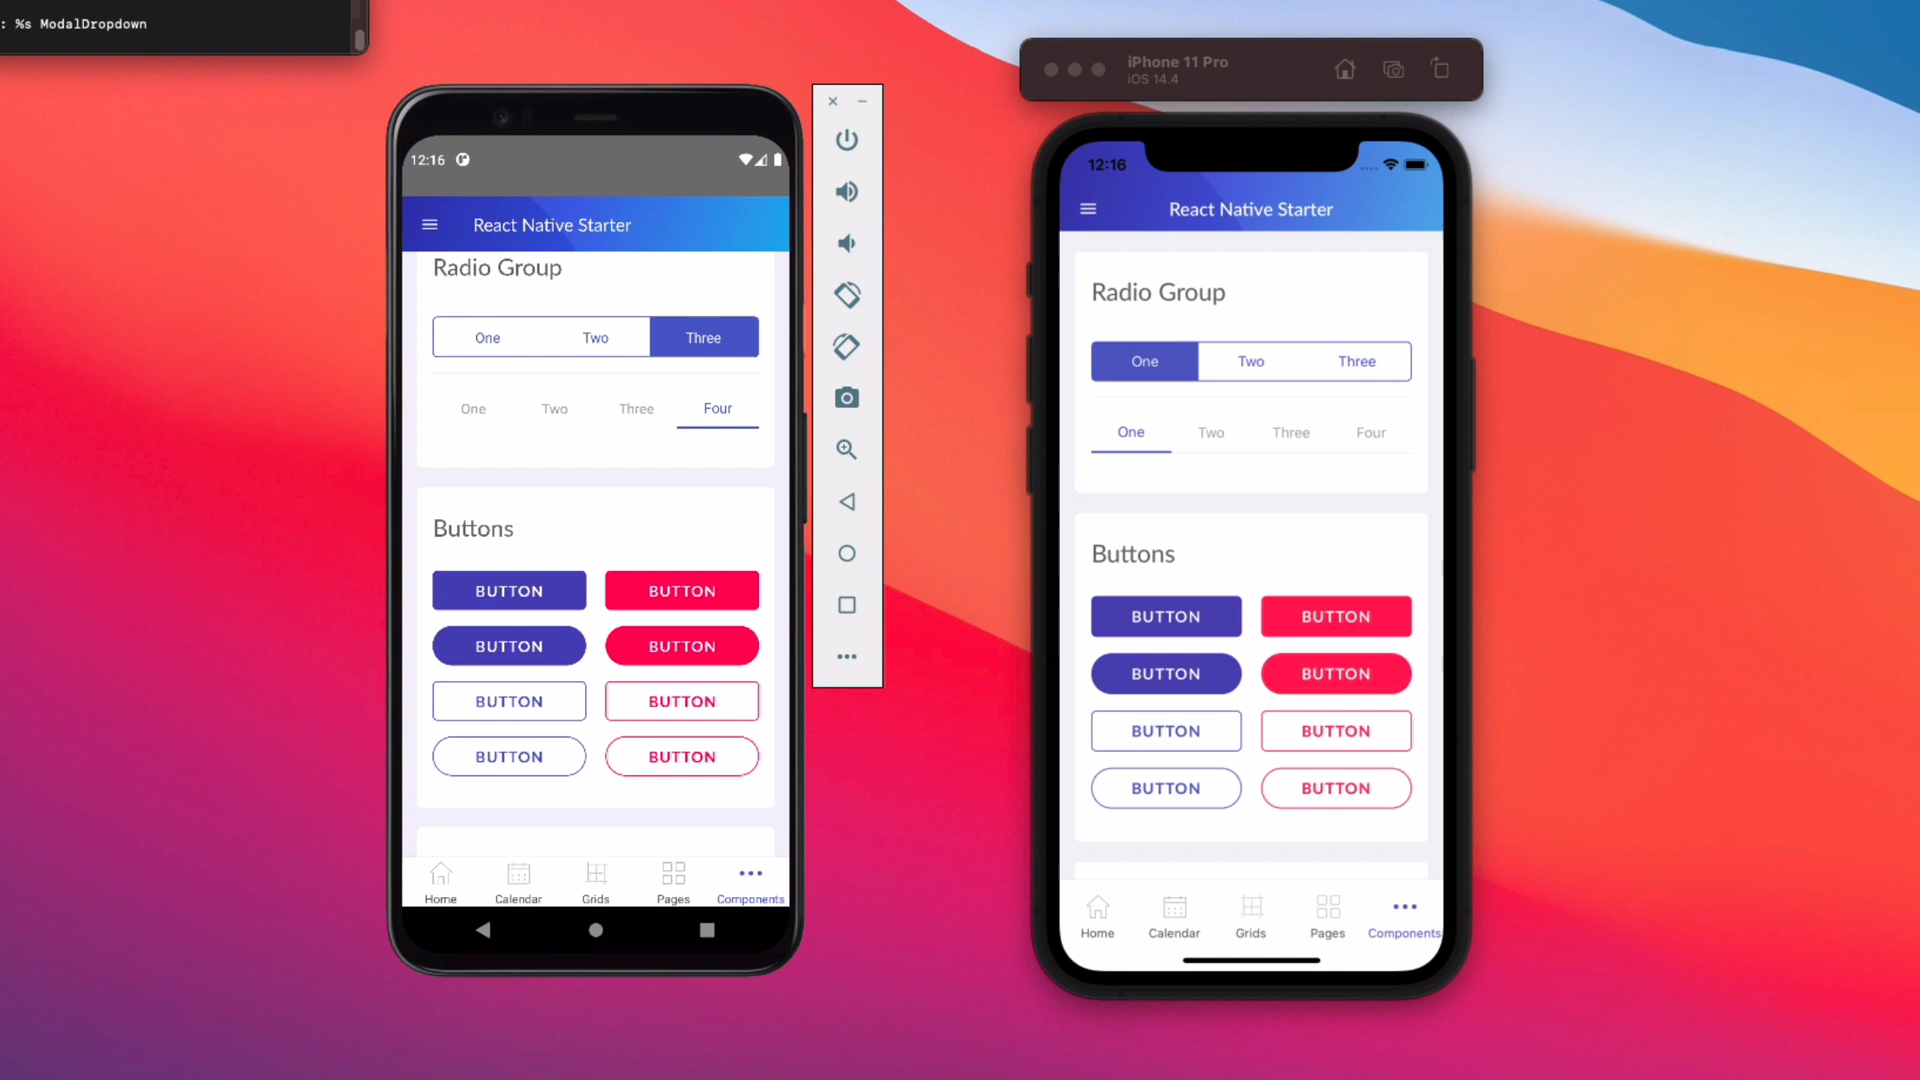 : %s ModalDropdown
12:16
React Native Starter
Radio Group
One Two Three
One Two Three Four
Buttons
BUTTON BUTTON
BUTTON BUTTON
BUTTON BUTTON
BUTTON BUTTON
Home Calendar Grids Pages Components
iPhone 11 Pro
iOS 14.4
12:16
React Native Starter
Radio Group
One Two Three
One Two Three Four
Buttons
BUTTON BUTTON
BUTTON BUTTON
BUTTON BUTTON
BUTTON BUTTON
Home Calendar Grids Pages Components